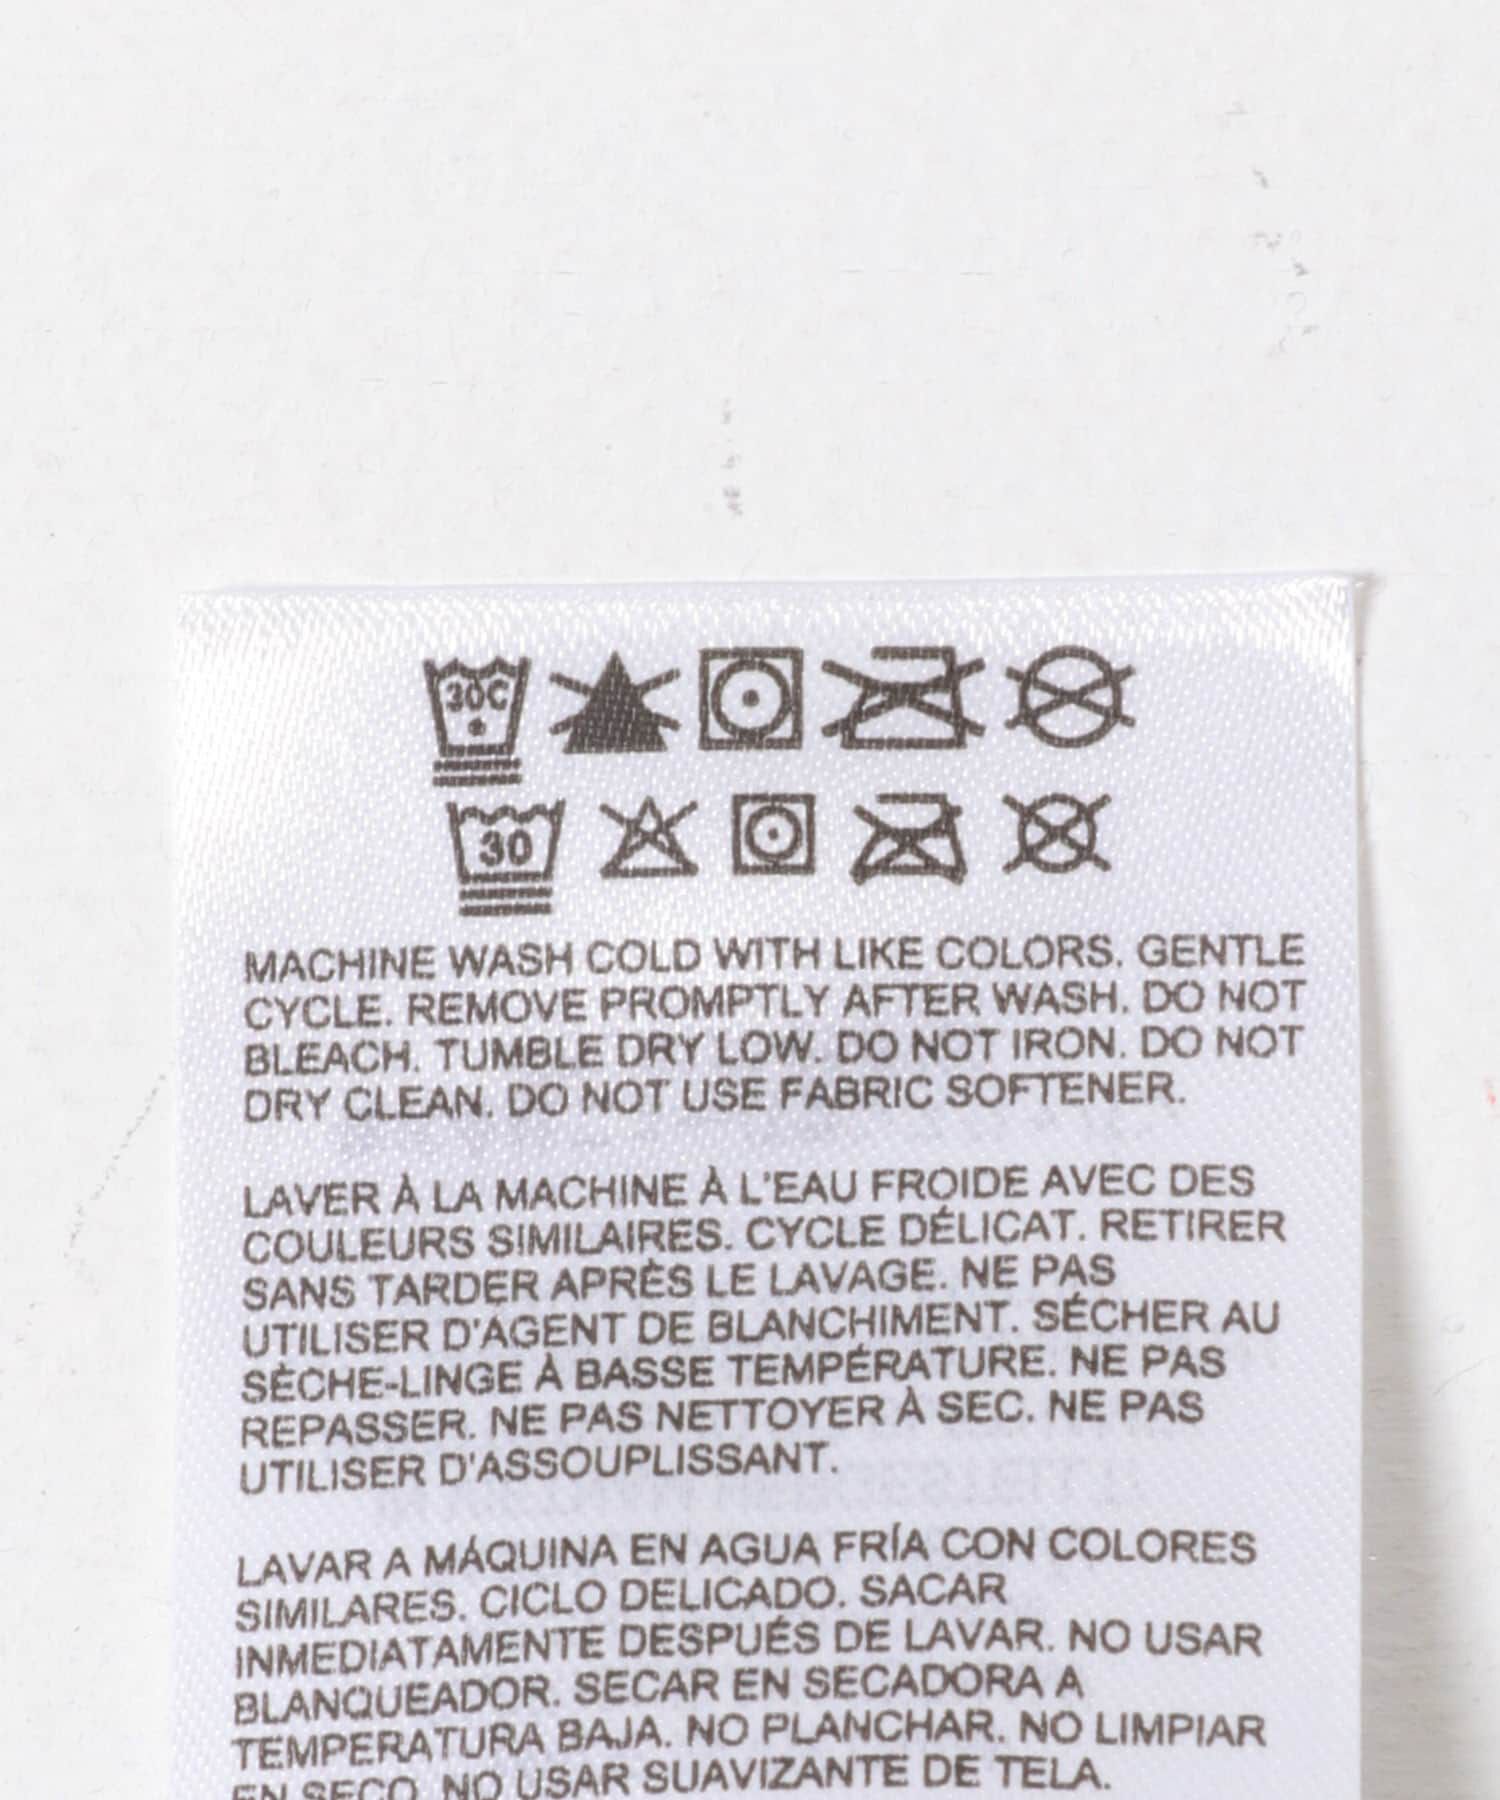 30C
30
MACHINE WASH COLD WITH LIKE COLORS. GENTLE
CYCLE. REMOVE PROMPTLY AFTER WASH. DO NOT
BLEACH. TUMBLE DRY LOW. DO NOT IRON. DO NOT
DRY CLEAN. DO NOT USE FABRIC SOFTENER.
LAVER À LA MACHINE À L'EAU FROIDE AVEC DES
COULEURS SIMILAIRES. CYCLE DÉLICAT. RETIRER
SANS TARDER APRÈS LE LAVAGE. NE PAS
UTILISER D'AGENT DE BLANCHIMENT. SÉCHER AU
SÈCHE-LINGE À BASSE TEMPÉRATURE. NE PAS
REPASSER. NE PAS NETTOYER À SEC. NE PAS
UTILISER D'ASSOUPLISSANT.
LAVAR A MÁQUINA EN AGUA FRÍA CON COLORES
SIMILARES. CICLO DELICADO. SACAR
INMEDIATAMENTE DESPUÉS DE LAVAR. NO USAR
BLANQUEADOR. SECAR EN SECADORA A
TEMPERATURA BAJA. NO PLANCHAR. NO LIMPIAR
EN SECO. NO USAR SUAVIZANTE DE TELA.